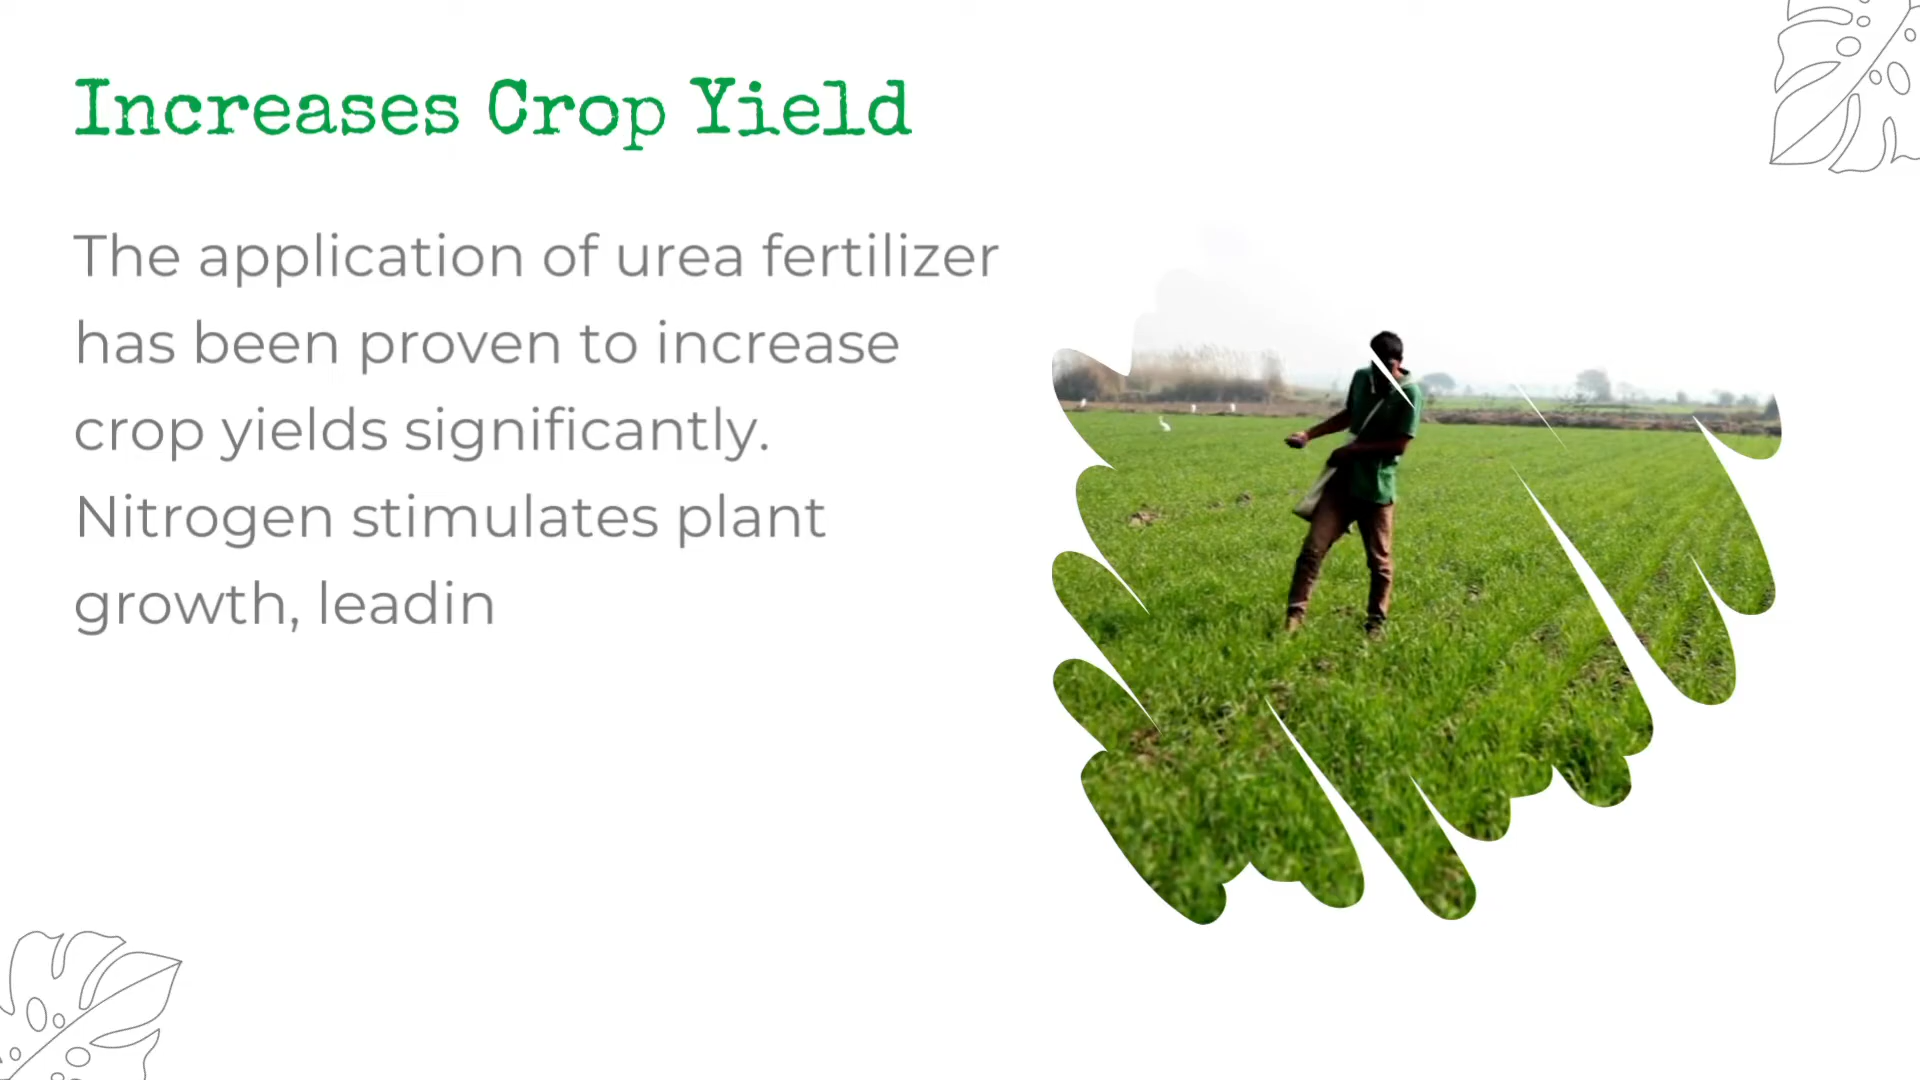 Increases Crop Yield
The application of urea fertilizer
has been proven to increase
crop yields significantly.
Nitrogen stimulates plant
growth, leadin